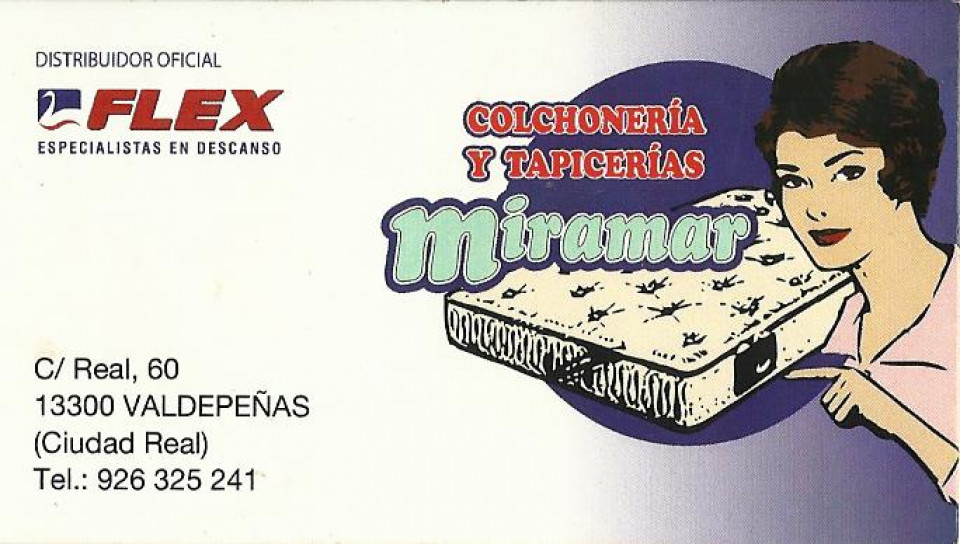 DISTRIBUIDOR OFICIAL
FLEX
ESPECIALISTAS EN DESCANSO
COLCHONERÍA
Y TAPICERÍAS
Miramar
C/ Real, 60
13300 VALDEPEÑAS
(Ciudad Real)
Tel.: 926 325 241